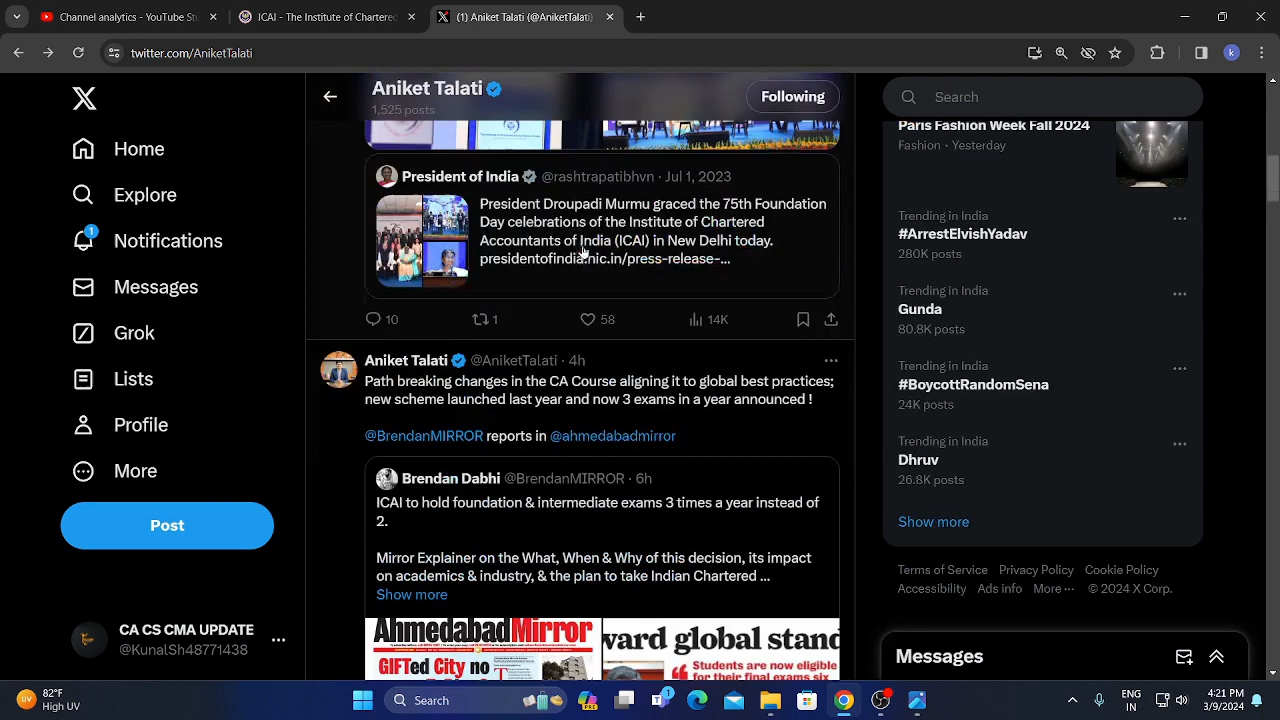 Channel analytics - YouTube Stu
ICAI - The Institute of Chartered
(1) Aniket Talati (@AniketTalati)
twitter.com/AniketTalati
k
Home
Explore
1
Notifications
Messages
Grok
Lists
Profile
More
Post
CA CS CMA UPDATE
Aniket Talati
1,525 posts
Following
President of India @rashtrapatibhvn · Jul 1, 2023
President Droupadi Murmu graced the 75th Foundation
Day celebrations of the Institute of Chartered
Accountants of India (ICAI) in New Delhi today.
presidentofindia.nic.in/press-release-...
10
1
58
14K
Aniket Talati @AniketTalati · 4h
Path breaking changes in the CA Course aligning it to global best practices;
new scheme launched last year and now 3 exams in a year announced !
@BrendanMIRROR reports in @ahmedabadmirror
Brendan Dabhi @BrendanMIRROR · 6h
ICAI to hold foundation & intermediate exams 3 times a year instead of
2.
Mirror Explainer on the What, When & Why of this decision, its impact
on academics & industry, & the plan to take Indian Chartered ...
Show more
AhmedabadMirror
GIFTed City no
ward global stand
Students are now eligible
for their final exams six
Search
Paris Fashion Week Fall 2024
Fashion · Yesterday
Trending in India
#ArrestElvishYadav
280K posts
Trending in India
Gunda
80.8K posts
Trending in India
#BoycottRandomSena
24K posts
Trending in India
Dhruv
26.8K posts
Show more
Terms of Service Privacy Policy Cookie Policy
Accessibility Ads info More ··· © 2024 X Corp.
Messages
UV
82°F
High UV
Search
PRE
1
ENG
IN
4:21 PM
3/9/2024